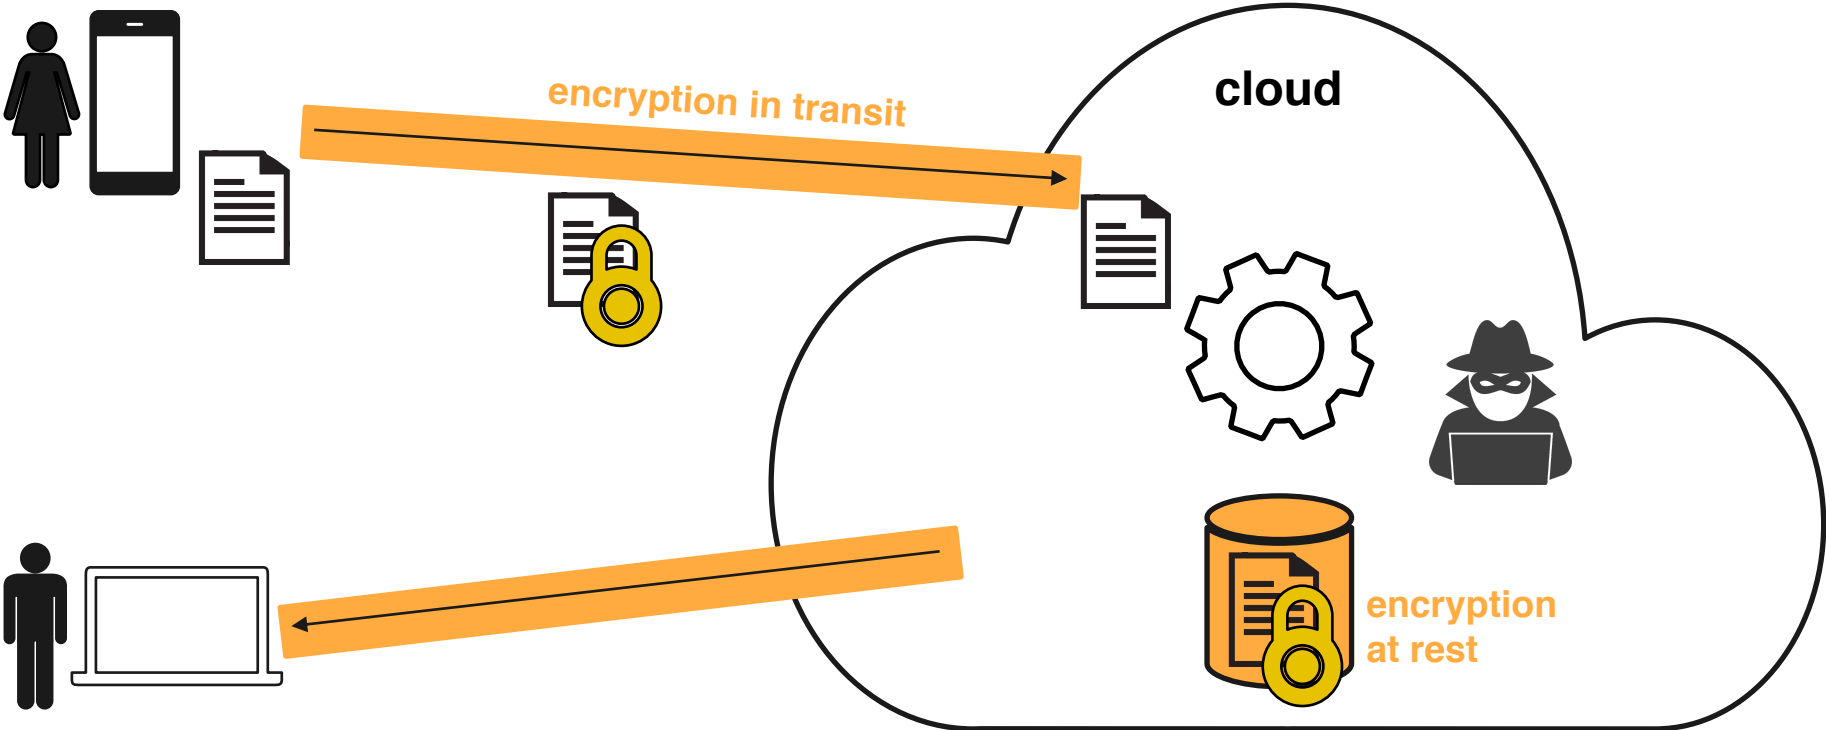 encryption in transit
cloud
encryption
at rest